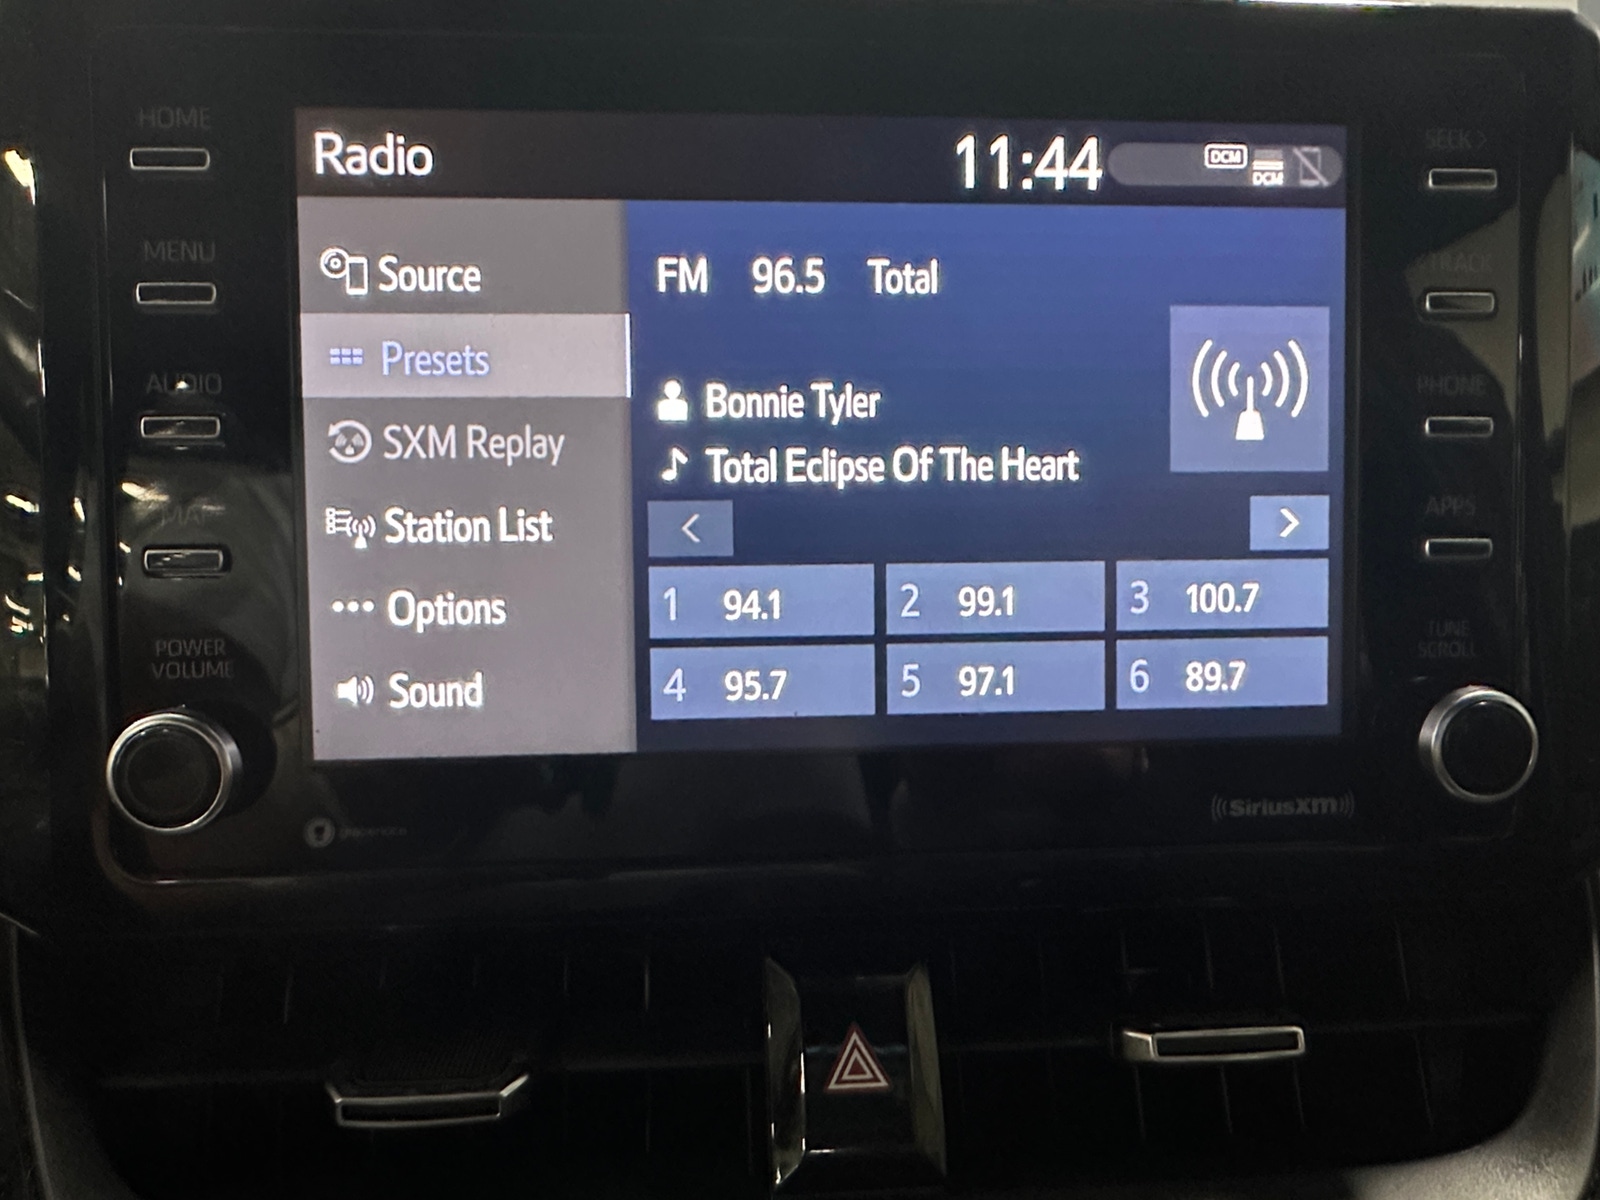 HOME
MENU
AUDIO
MAP
POWER
VOLUME
Radio
11:44
DCM
DCM
Source
Presets
SXM Replay
Station List
Options
Sound
FM 96.5 Total
Bonnie Tyler
Total Eclipse Of The Heart
<
>
1 94.1
2 99.1
3 100.7
4 95.7
5 97.1
6 89.7
SEEK >
TRACK
PHONE
APPS
TUNE
SCROLL
gracenote
SiriusXM